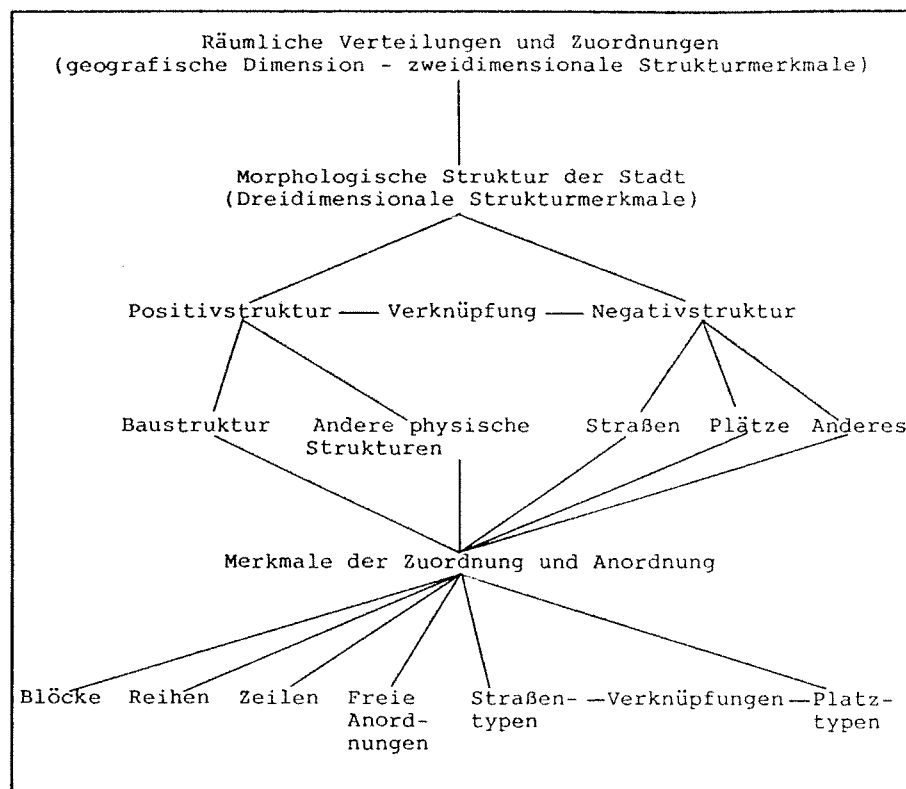 Räumliche Verteilungen und Zuordnungen
(geografische Dimension - zweidimensionale Strukturmerkmale)
Morphologische Struktur der Stadt
(Dreidimensionale Strukturmerkmale)
Positivstruktur — Verknüpfung — Negativstruktur
Baustruktur Andere physische Strukturen Straßen Plätze Anderes
Merkmale der Zuordnung und Anordnung
Blöcke Reihen Zeilen Freie Anord- nungen Straßen- typen — Verknüpfungen — Platz- typen